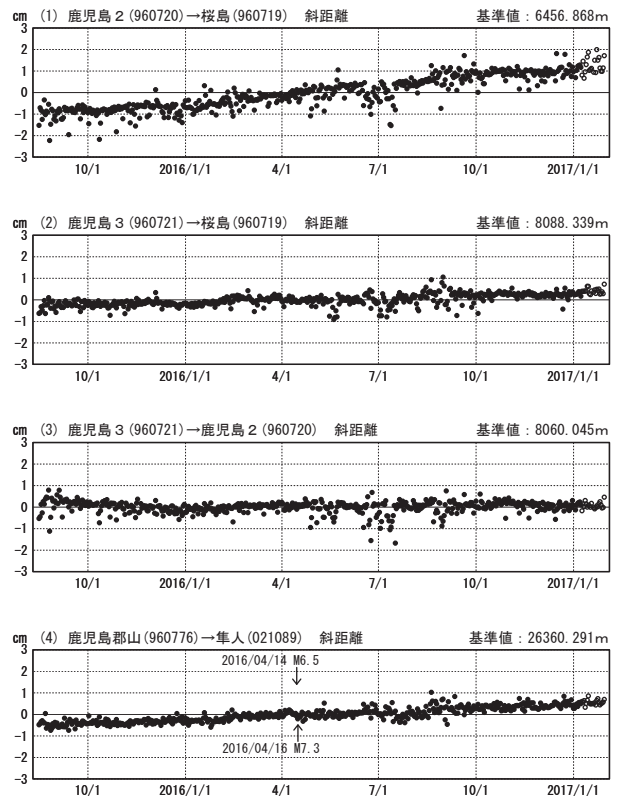 cm (1) 鹿児島２(960720)→桜島(960719) 斜距離 基準値：6456.868ｍ
3
2
1
0
−1
−2
−3
10/1 2016/1/1 4/1 7/1 10/1 2017/1/1
cm (2) 鹿児島３(960721)→桜島(960719) 斜距離 基準値：8088.339ｍ
3
2
1
0
−1
−2
−3
10/1 2016/1/1 4/1 7/1 10/1 2017/1/1
cm (3) 鹿児島３(960721)→鹿児島２(960720) 斜距離 基準値：8060.045ｍ
3
2
1
0
−1
−2
−3
10/1 2016/1/1 4/1 7/1 10/1 2017/1/1
cm (4) 鹿児島郡山(960776)→隼人(021089) 斜距離 基準値：26360.291ｍ
3
2016/04/14 M6.5
2
1
0
−1
2016/04/16 M7.3
−2
−3
10/1 2016/1/1 4/1 7/1 10/1 2017/1/1